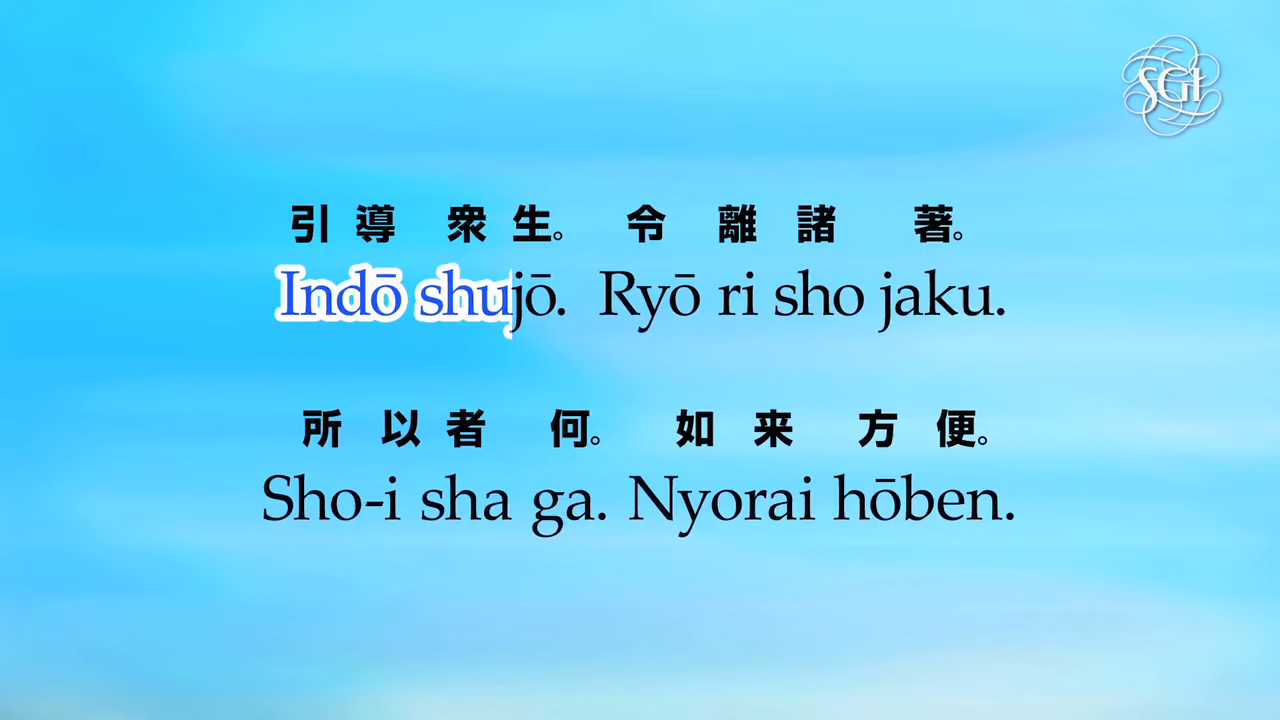 SGI
引導衆生。 令離諸著。
Indō shujō. Ryō ri sho jaku.
所以者何。 如来方便。
Sho-i sha ga. Nyorai hōben.